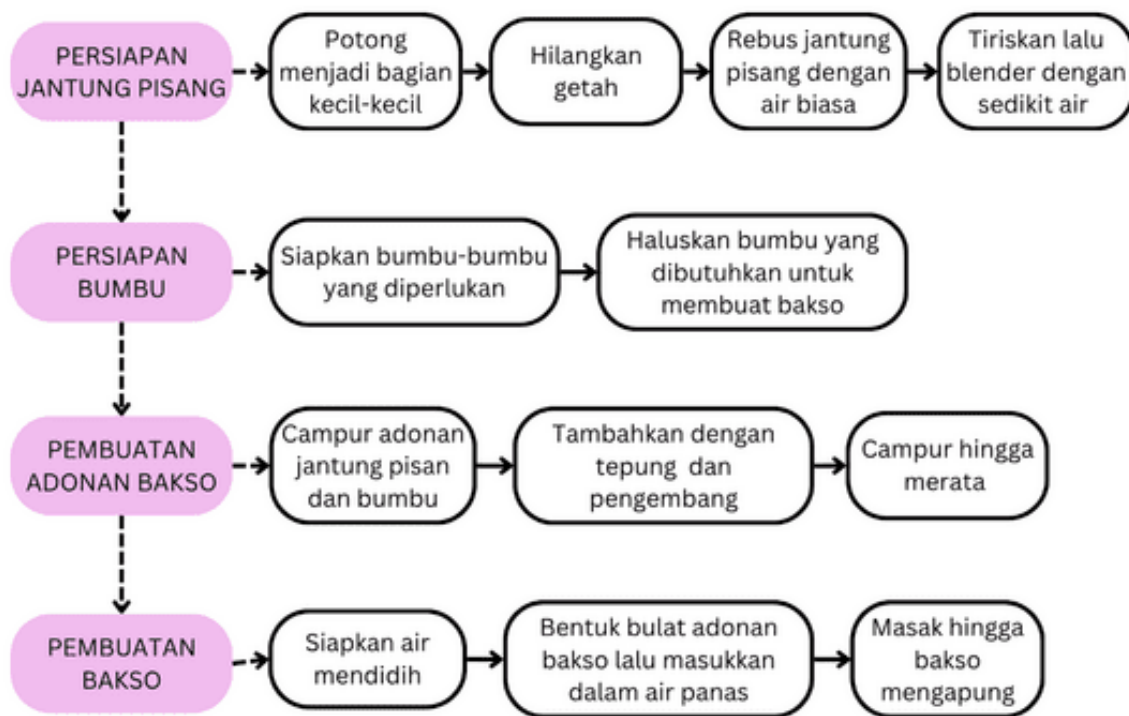 PERSIAPAN
JANTUNG PISANG
Potong
menjadi bagian
kecil-kecil
Hilangkan
getah
Rebus jantung
pisang dengan
air biasa
Tiriskan lalu
blender dengan
sedikit air
PERSIAPAN
BUMBU
Siapkan bumbu-bumbu
yang diperlukan
Haluskan bumbu yang
dibutuhkan untuk
membuat bakso
PEMBUATAN
ADONAN BAKSO
Campur adonan
jantung pisan
dan bumbu
Tambahkan dengan
tepung dan
pengembang
Campur hingga
merata
PEMBUATAN
BAKSO
Siapkan air
mendidih
Bentuk bulat adonan
bakso lalu masukkan
dalam air panas
Masak hingga
bakso
mengapung